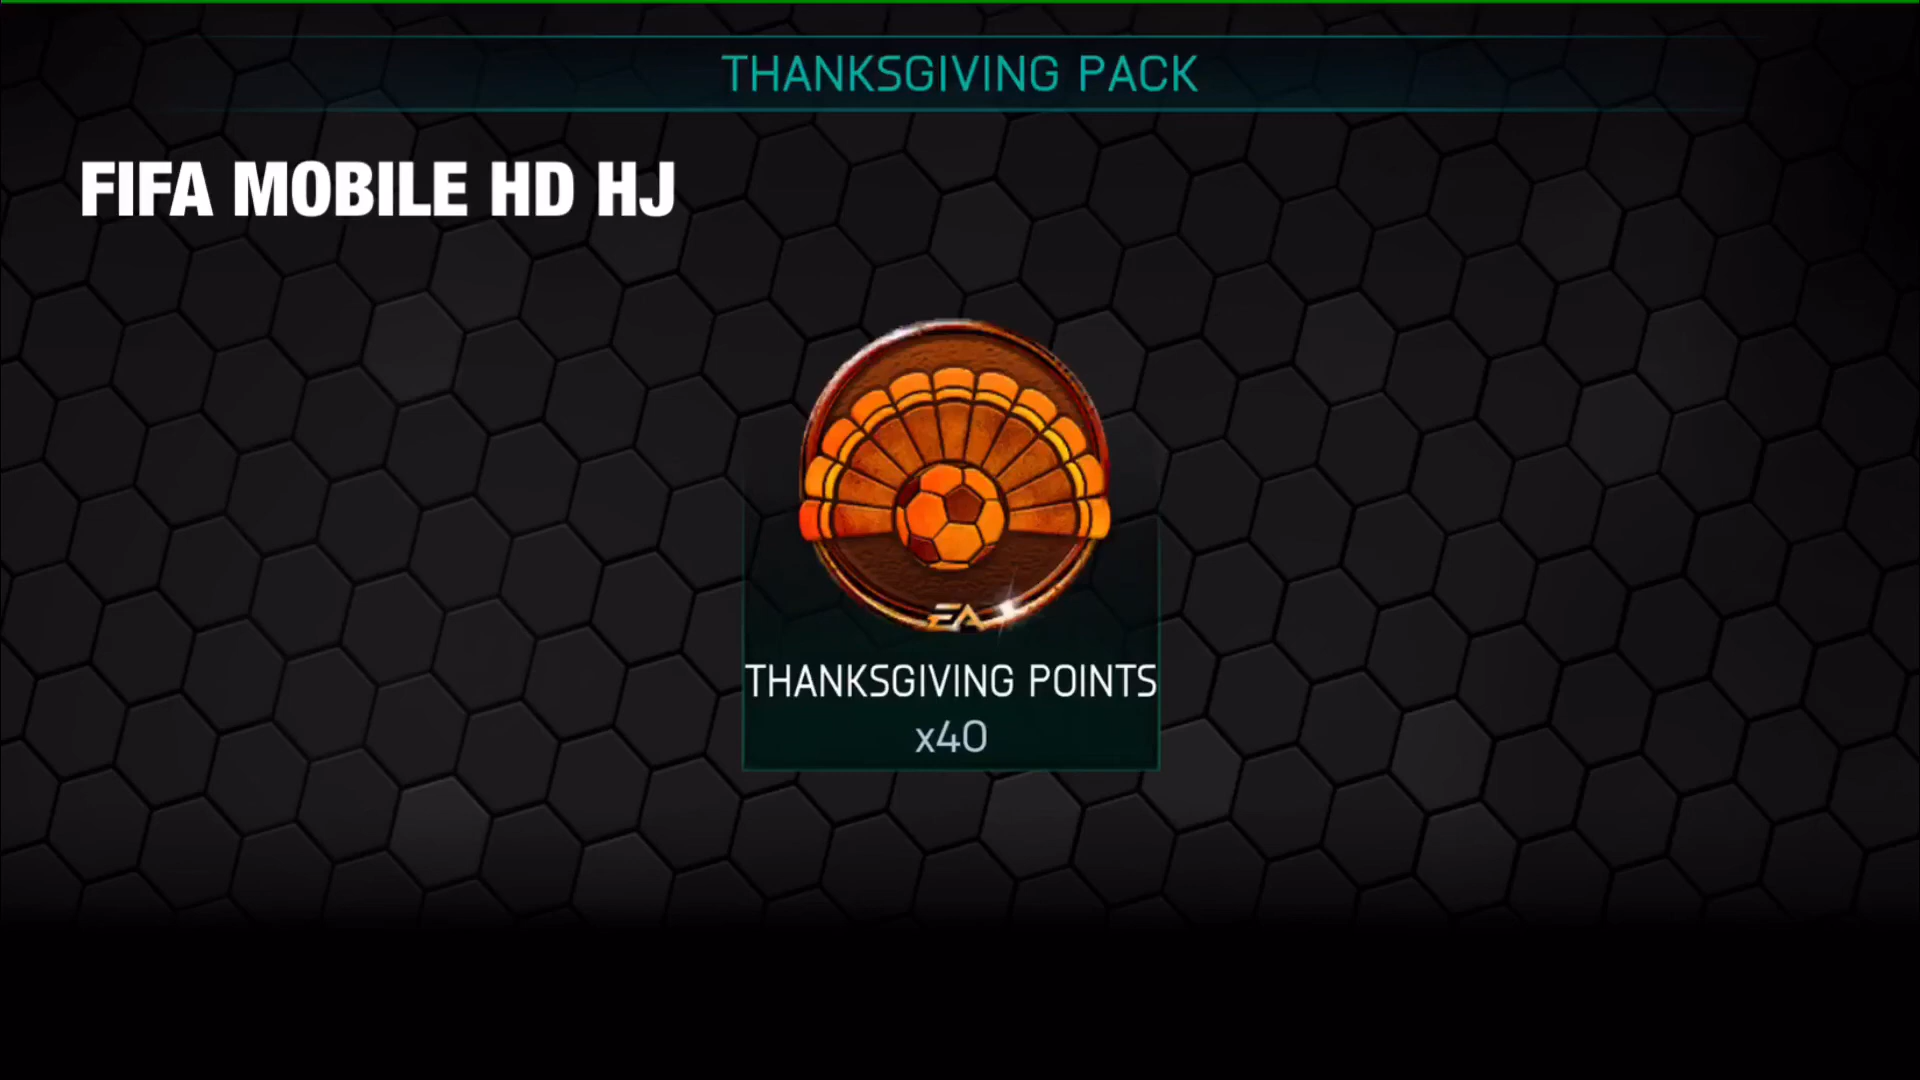 THANKSGIVING PACK
FIFA MOBILE HD HJ
EA
THANKSGIVING POINTS
x40